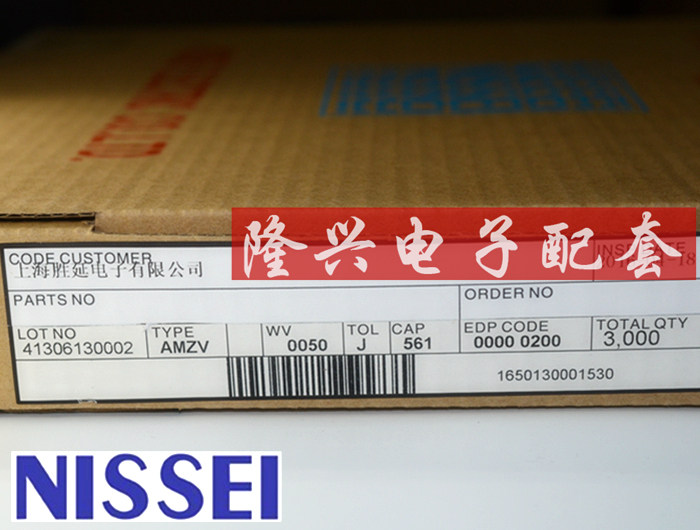 隆兴电子配套
CODE CUSTOMER
上海胜延电子有限公司
PARTS NO
ORDER NO
LOT NO TYPE WV TOL CAP EDP CODE TOTAL QTY
41306130002 AMZV 0050 J 561 0000 0200 3,000
1650130001530
NISSEI